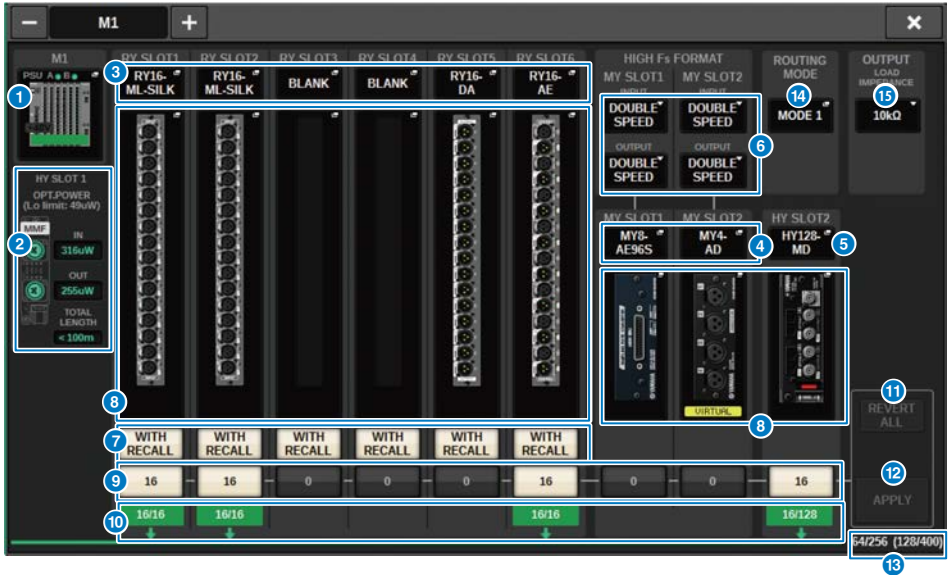 M1
M1
RY SLOT1 RY SLOT2 RY SLOT3 RY SLOT4 RY SLOT5 RY SLOT6
HIGH Fs FORMAT
ROUTING MODE
OUTPUT
LOAD IMPEDANCE
PSU A B
1
3
RY16-ML-SILK
RY16-ML-SILK
BLANK
BLANK
RY16-DA
RY16-AE
MY SLOT1 MY SLOT2
INPUT
DOUBLE SPEED
DOUBLE SPEED
OUTPUT OUTPUT
DOUBLE SPEED
DOUBLE SPEED
6
14
MODE 1
15
10kΩ
HY SLOT 1
OPT.POWER
(Lo limit: 49uW)
2
MMF
IN
316uW
OUT
255uW
TOTAL LENGTH
<100m
MY SLOT1 MY SLOT2 HY SLOT2
MY8-AE96S
MY4-AD
4
HY128-MD
5
VIRTUAL
8
8
7
WITH RECALL
WITH RECALL
WITH RECALL
WITH RECALL
WITH RECALL
WITH RECALL
9
16 16 0 0 0 16 0 0 16
10
16/16 16/16 16/16 16/128
11
REVERT ALL
12
APPLY
64/256 (128/400)
13